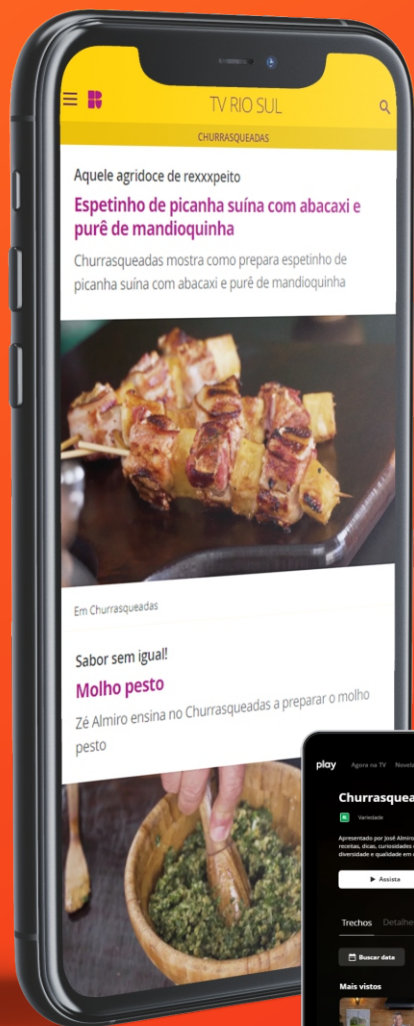 TV RIO SUL
CHURRASQUEADAS
Aquele agridoce de rexxxpeito
Espetinho de picanha suína com abacaxi e
purê de mandioquinha
Churrasqueadas mostra como prepara espetinho de
picanha suína com abacaxi e purê de mandioquinha
Em Churrasqueadas
Sabor sem igual!
Molho pesto
Zé Almiro ensina no Churrasqueadas a preparar o molho
pesto
play Agora na TV Novela
Churrasquea
Variedade
Apresentado por José Almiro
receitas, dicas, curiosidades
diversidade e qualidade em
Assista
Trechos Detalhe
Buscar data
Mais vistos